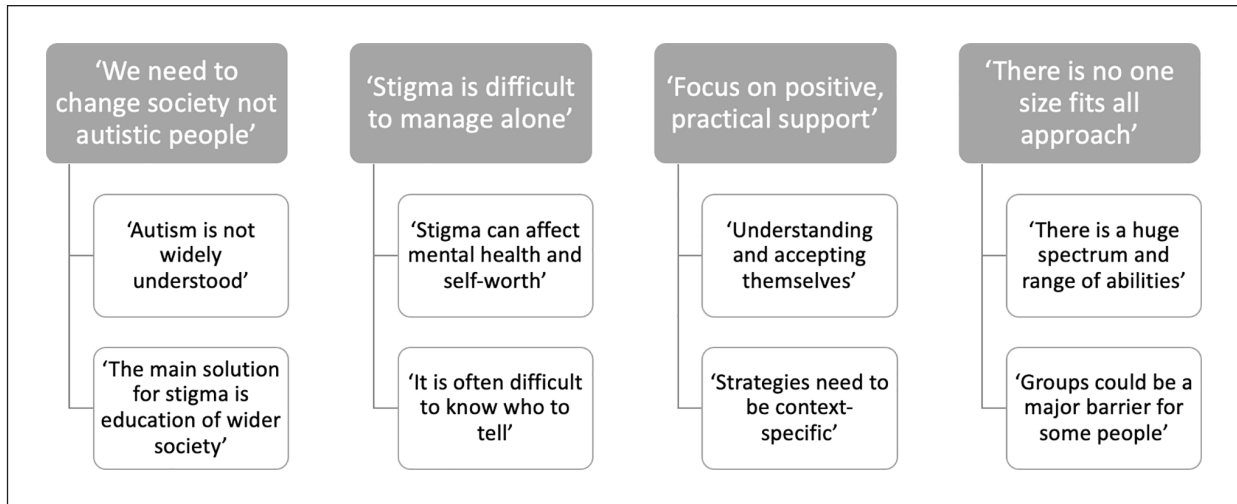 ‘We need to
change society not
autistic people’
‘Autism is not
widely
understood’
‘The main solution
for stigma is
education of wider
society’
‘Stigma is difficult
to manage alone’
‘Stigma can affect
mental health and
self-worth’
‘It is often difficult
to know who to
tell’
‘Focus on positive,
practical support’
‘Understanding
and accepting
themselves’
‘Strategies need to
be context-
specific’
‘There is no one
size fits all
approach’
‘There is a huge
spectrum and
range of abilities’
‘Groups could be a
major barrier for
some people’